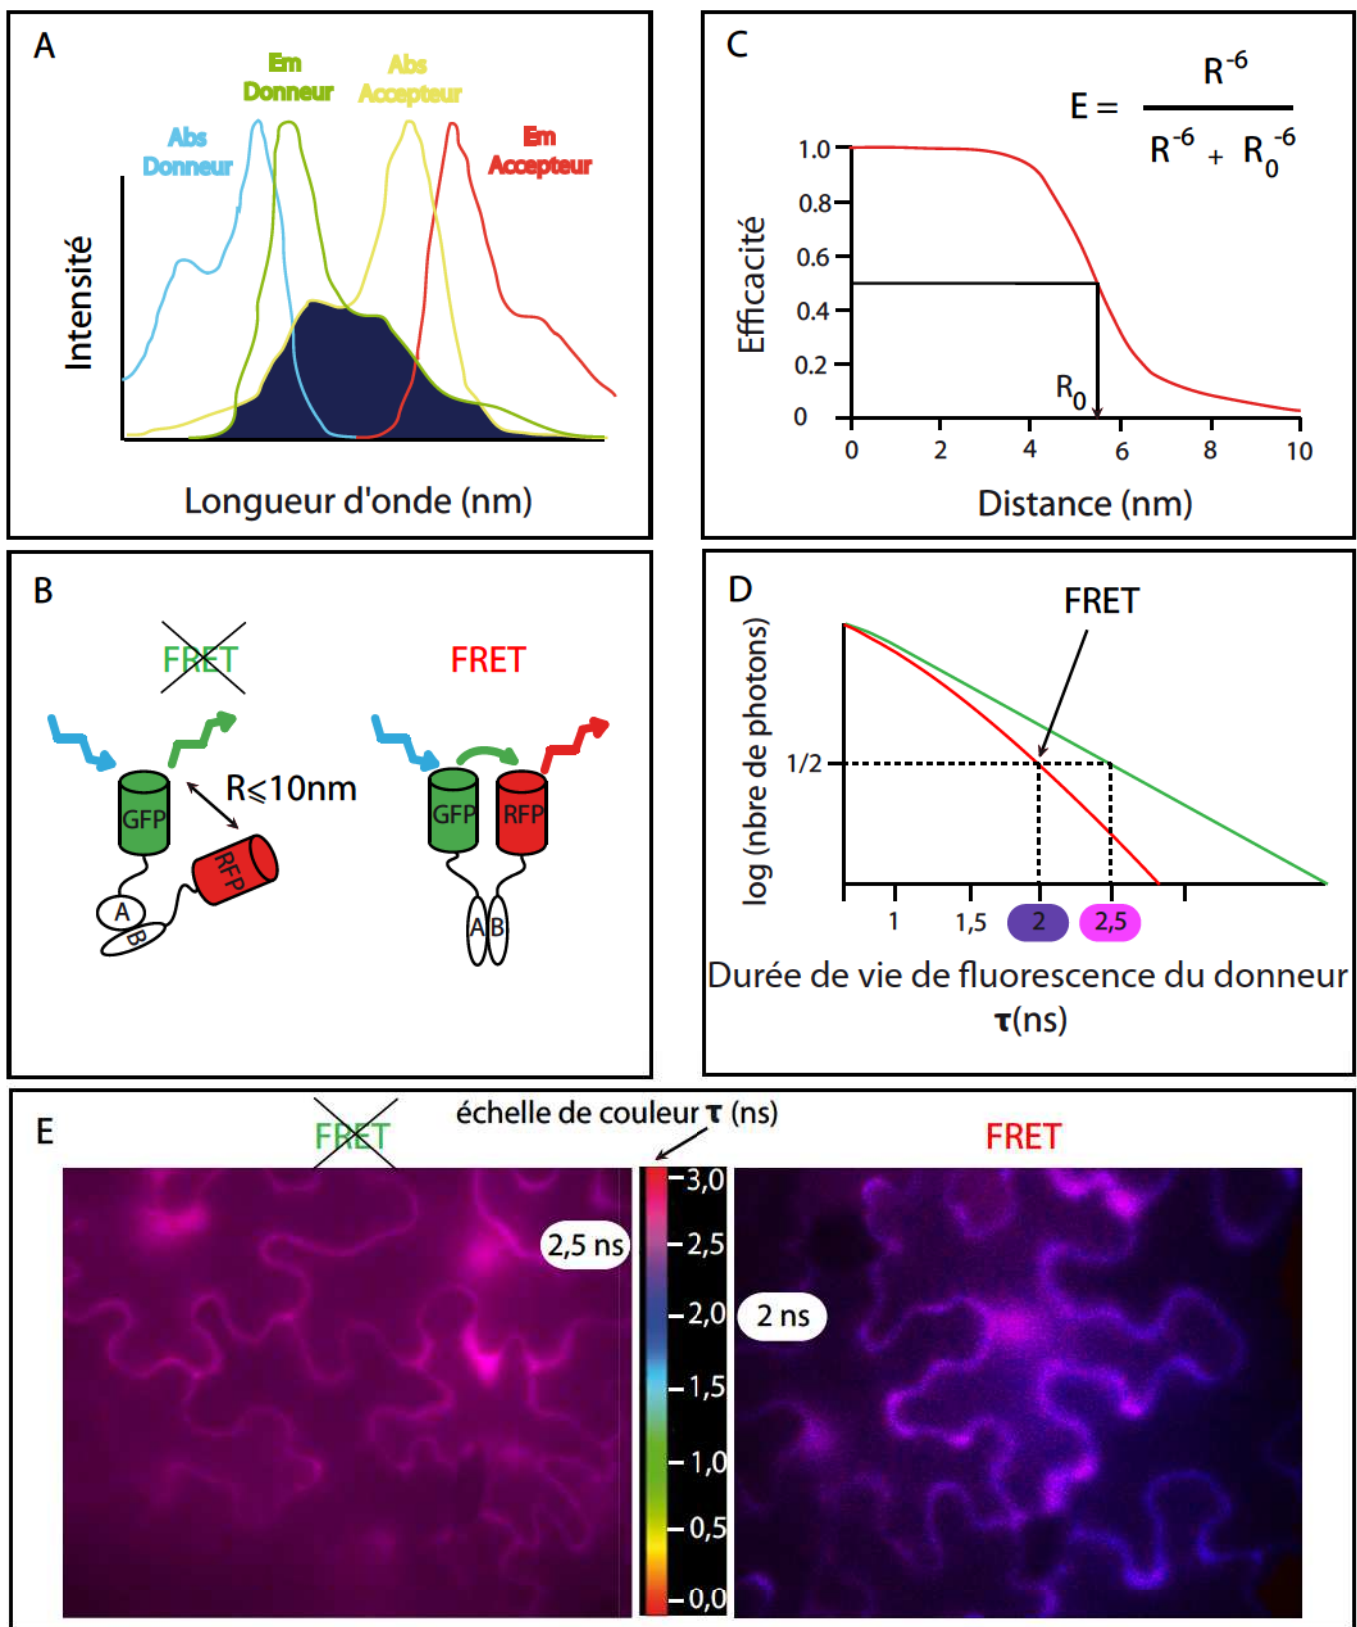 A
Em
Donneur
Abs
Accepteur
Abs
Donneur
Em
Accepteur
Intensité
Longueur d'onde (nm)
C
E = R⁻⁶ / (R⁻⁶ + R₀⁻⁶)
1.0
0.8
0.6
0.4
0.2
0
Efficacité
R₀
0 2 4 6 8 10
Distance (nm)
B
FRET
FRET
R⩽10nm
GFP
RFP
A
B
GFP
RFP
A
B
D
FRET
log (nbre de photons)
1/2
1 1,5 2 2,5
Durée de vie de fluorescence du donneur
τ(ns)
E
FRET
échelle de couleur τ (ns)
FRET
2,5 ns
3,0
2,5
2,0
1,5
1,0
0,5
0,0
2 ns